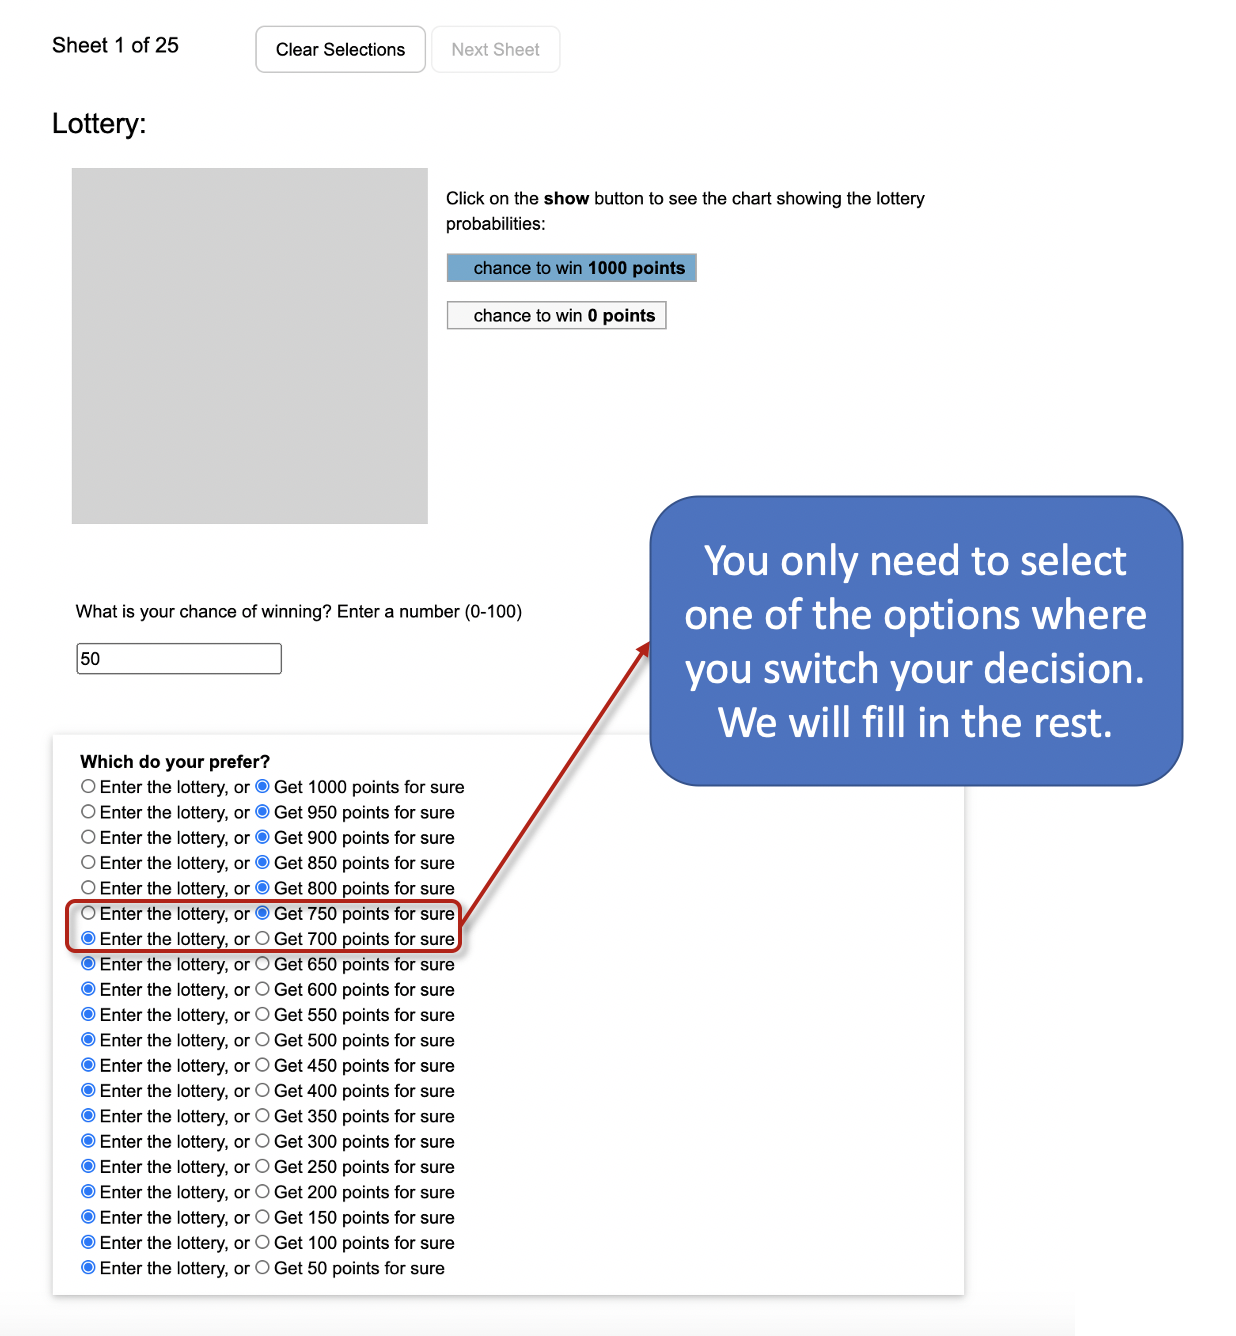 Sheet 1 of 25
Clear Selections
Next Sheet
Lottery:
Click on the show button to see the chart showing the lottery
probabilities:
chance to win 1000 points
chance to win 0 points
What is your chance of winning? Enter a number (0-100)
50
You only need to select
one of the options where
you switch your decision.
We will fill in the rest.
Which do your prefer?
Enter the lottery, or Get 1000 points for sure
Enter the lottery, or Get 950 points for sure
Enter the lottery, or Get 900 points for sure
Enter the lottery, or Get 850 points for sure
Enter the lottery, or Get 800 points for sure
Enter the lottery, or Get 750 points for sure
Enter the lottery, or Get 700 points for sure
Enter the lottery, or Get 650 points for sure
Enter the lottery, or Get 600 points for sure
Enter the lottery, or Get 550 points for sure
Enter the lottery, or Get 500 points for sure
Enter the lottery, or Get 450 points for sure
Enter the lottery, or Get 400 points for sure
Enter the lottery, or Get 350 points for sure
Enter the lottery, or Get 300 points for sure
Enter the lottery, or Get 250 points for sure
Enter the lottery, or Get 200 points for sure
Enter the lottery, or Get 150 points for sure
Enter the lottery, or Get 100 points for sure
Enter the lottery, or Get 50 points for sure